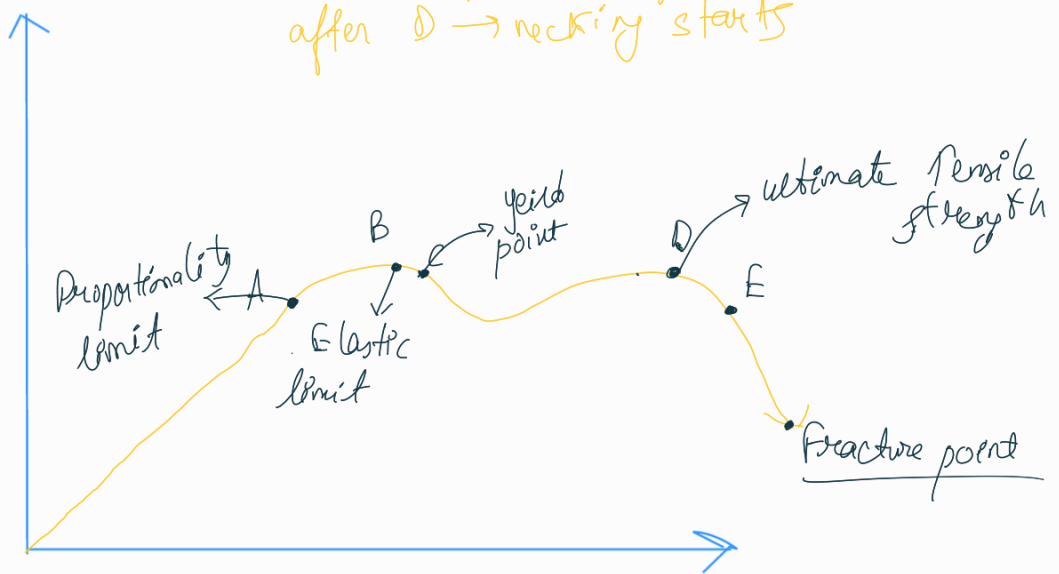 after D → necking starts
B
yeild
point
C
ultimate Tensile
strength
D
Proportionality
limit
A
E
Elastic
limit
Fracture point